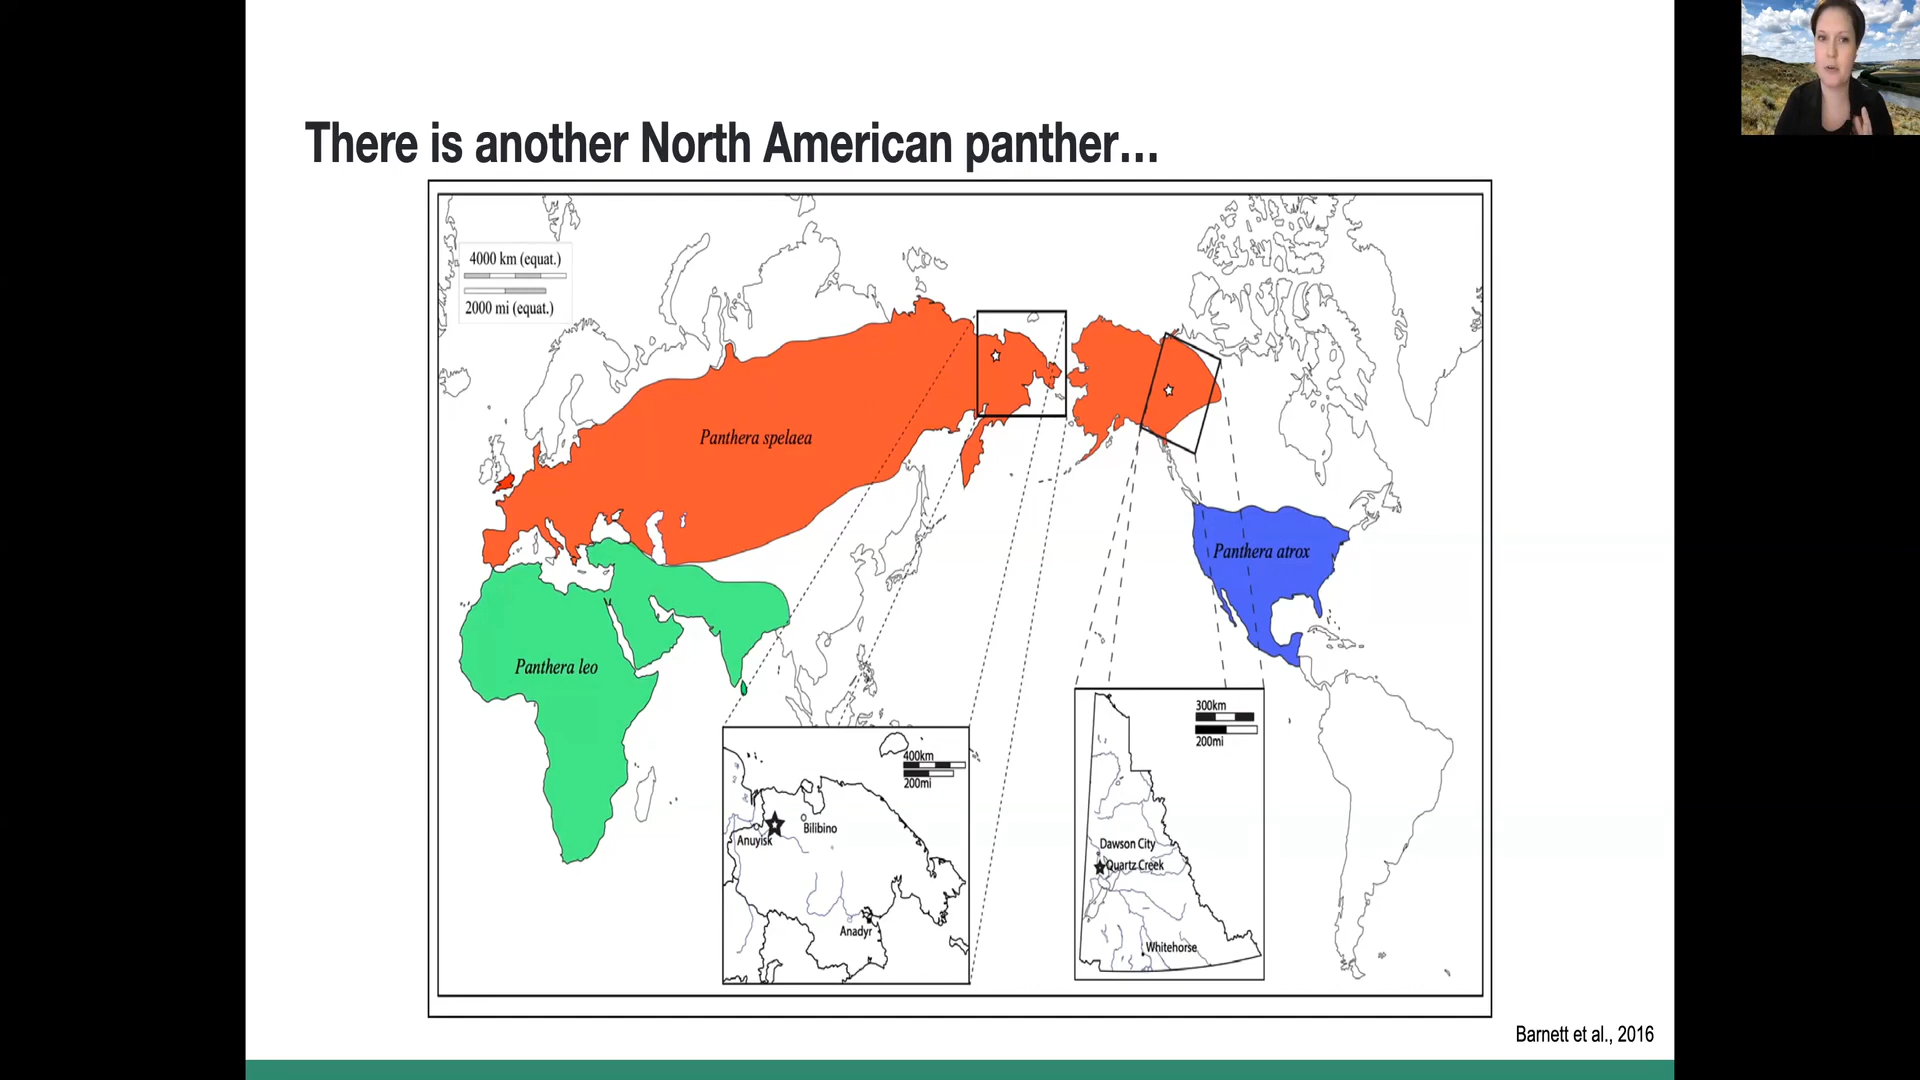 There is another North American panther...
4000 km (equat.)
2000 mi (equat.)
Panthera spelaea
Panthera atrox
Panthera leo
300km
200mi
400km
200mi
Bilibino
Anuyisk
Anadyr
Dawson City
Quartz Creek
Whitehorse
Barnett et al., 2016